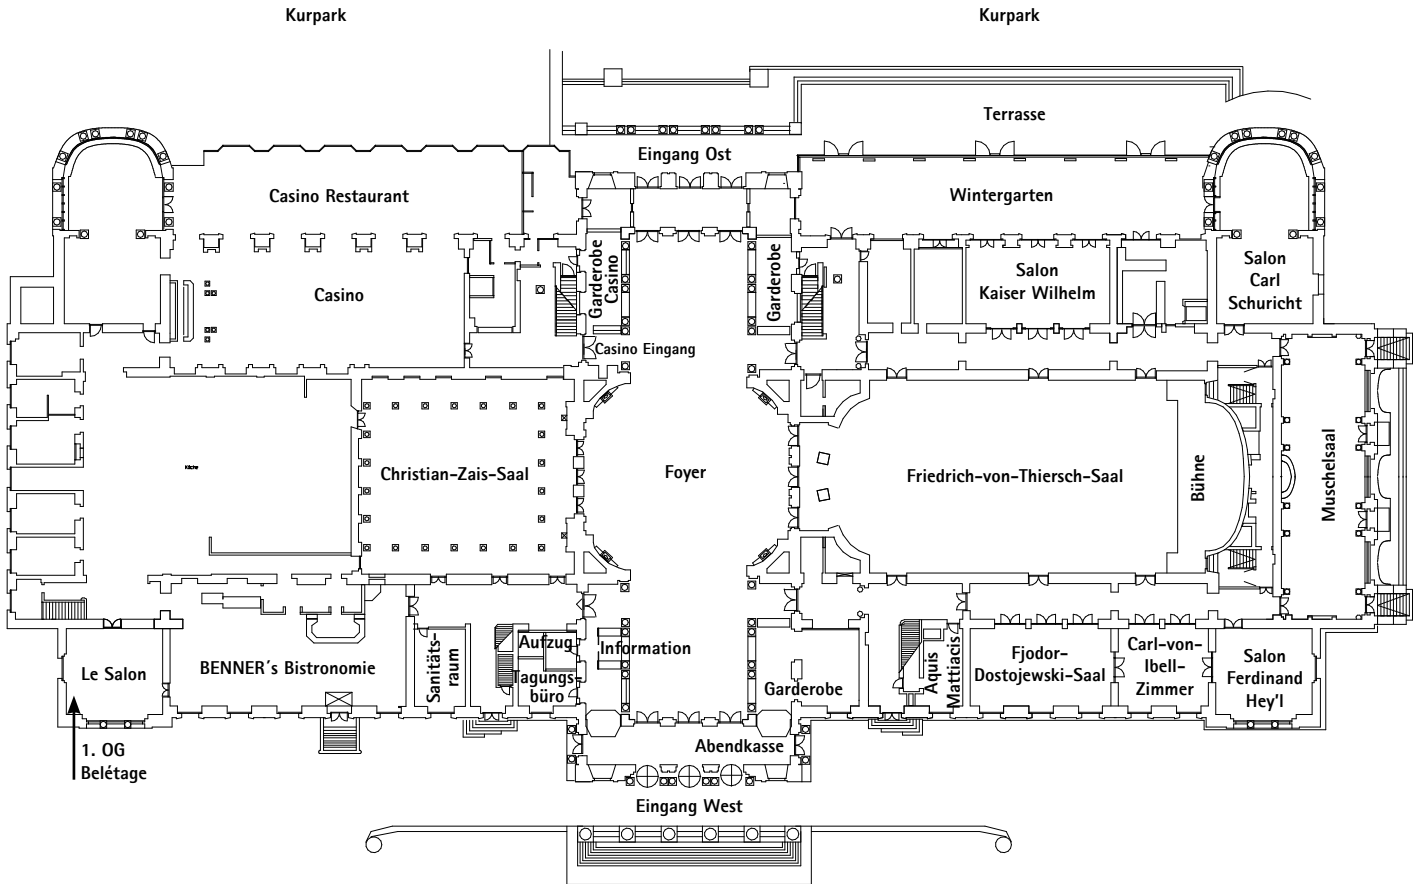 Kurpark
Kurpark
Terrasse
Eingang Ost
Casino Restaurant
Wintergarten
Garderobe
Casino
Garderobe
Casino
Salon
Kaiser Wilhelm
Salon
Carl
Schuricht
Casino Eingang
Küche
Christian-Zais-Saal
Foyer
Friedrich-von-Thiersch-Saal
Bühne
Muschelsaal
Le Salon
BENNER's Bistronomie
Sanitäts-
raum
Aufzug
Tagungs-
büro
Information
Garderobe
Aquis
Mattiacis
Fjodor-
Dostojewski-Saal
Carl-von-
Ibell-
Zimmer
Salon
Ferdinand
Hey'l
1. OG
Belétage
Abendkasse
Eingang West